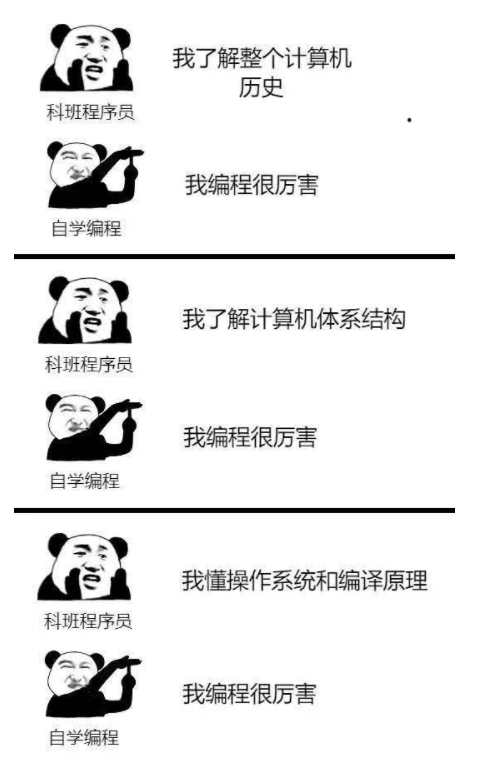 我了解整个计算机
历史
科班程序员
我编程很厉害
自学编程
我了解计算机体系结构
科班程序员
我编程很厉害
自学编程
我懂操作系统和编译原理
科班程序员
我编程很厉害
自学编程